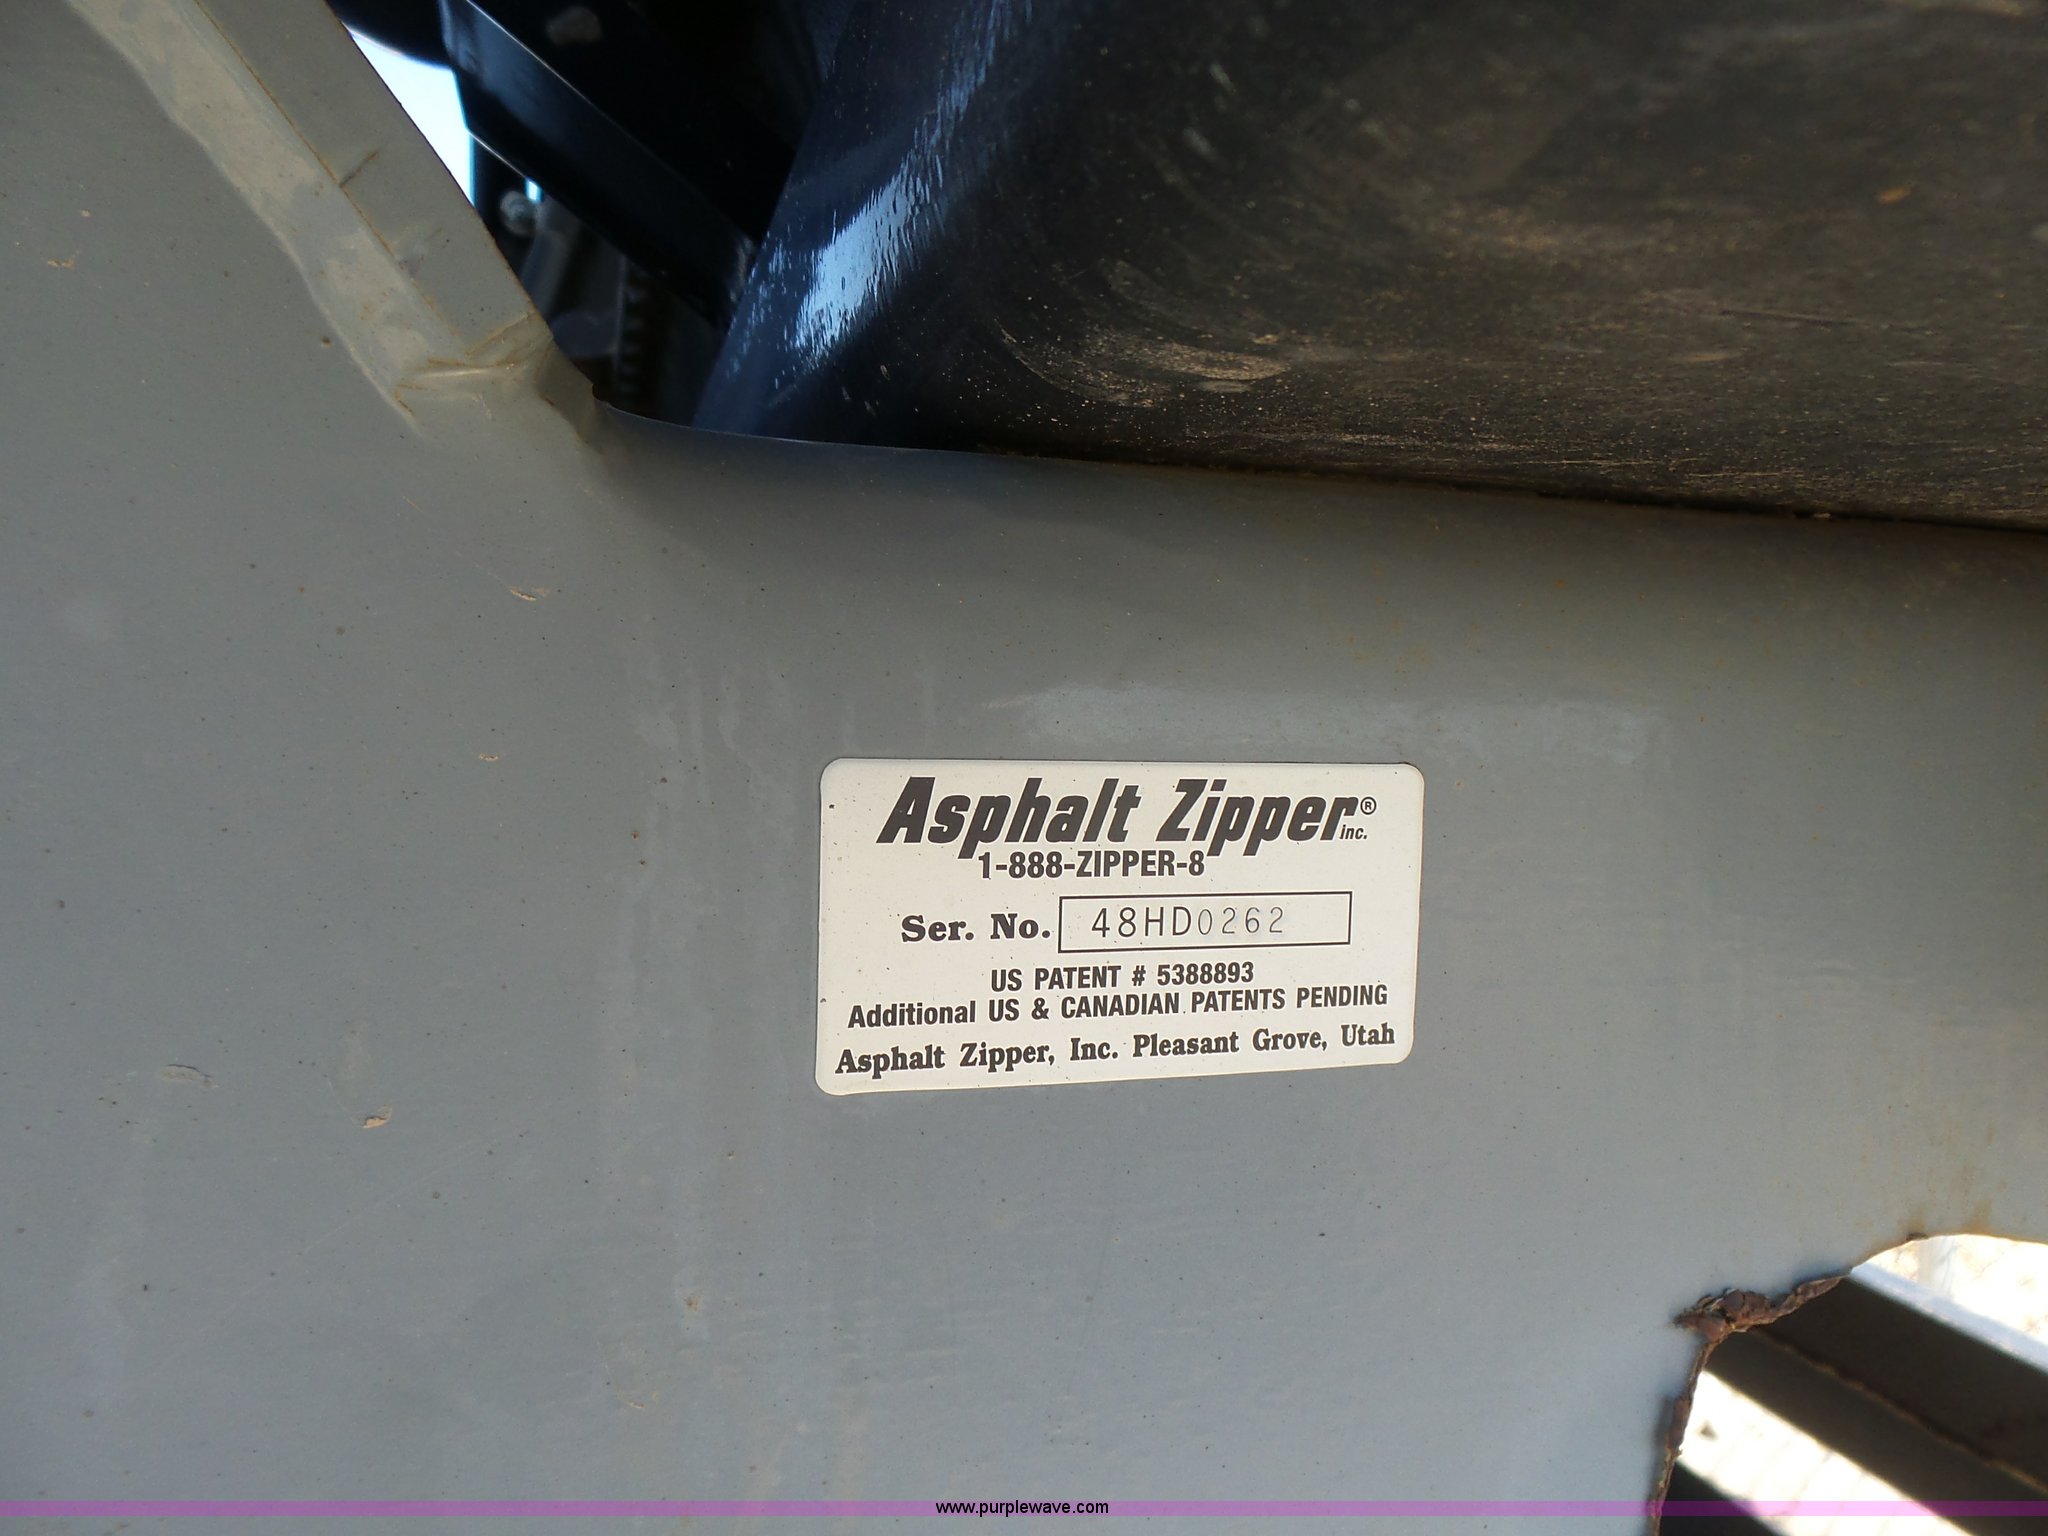 Asphalt Zipper® inc.
1-888-ZIPPER-8
Ser. No. 48HD0262
US PATENT # 5388893
Additional US & CANADIAN PATENTS PENDING
Asphalt Zipper, Inc. Pleasant Grove, Utah
www.purplewave.com